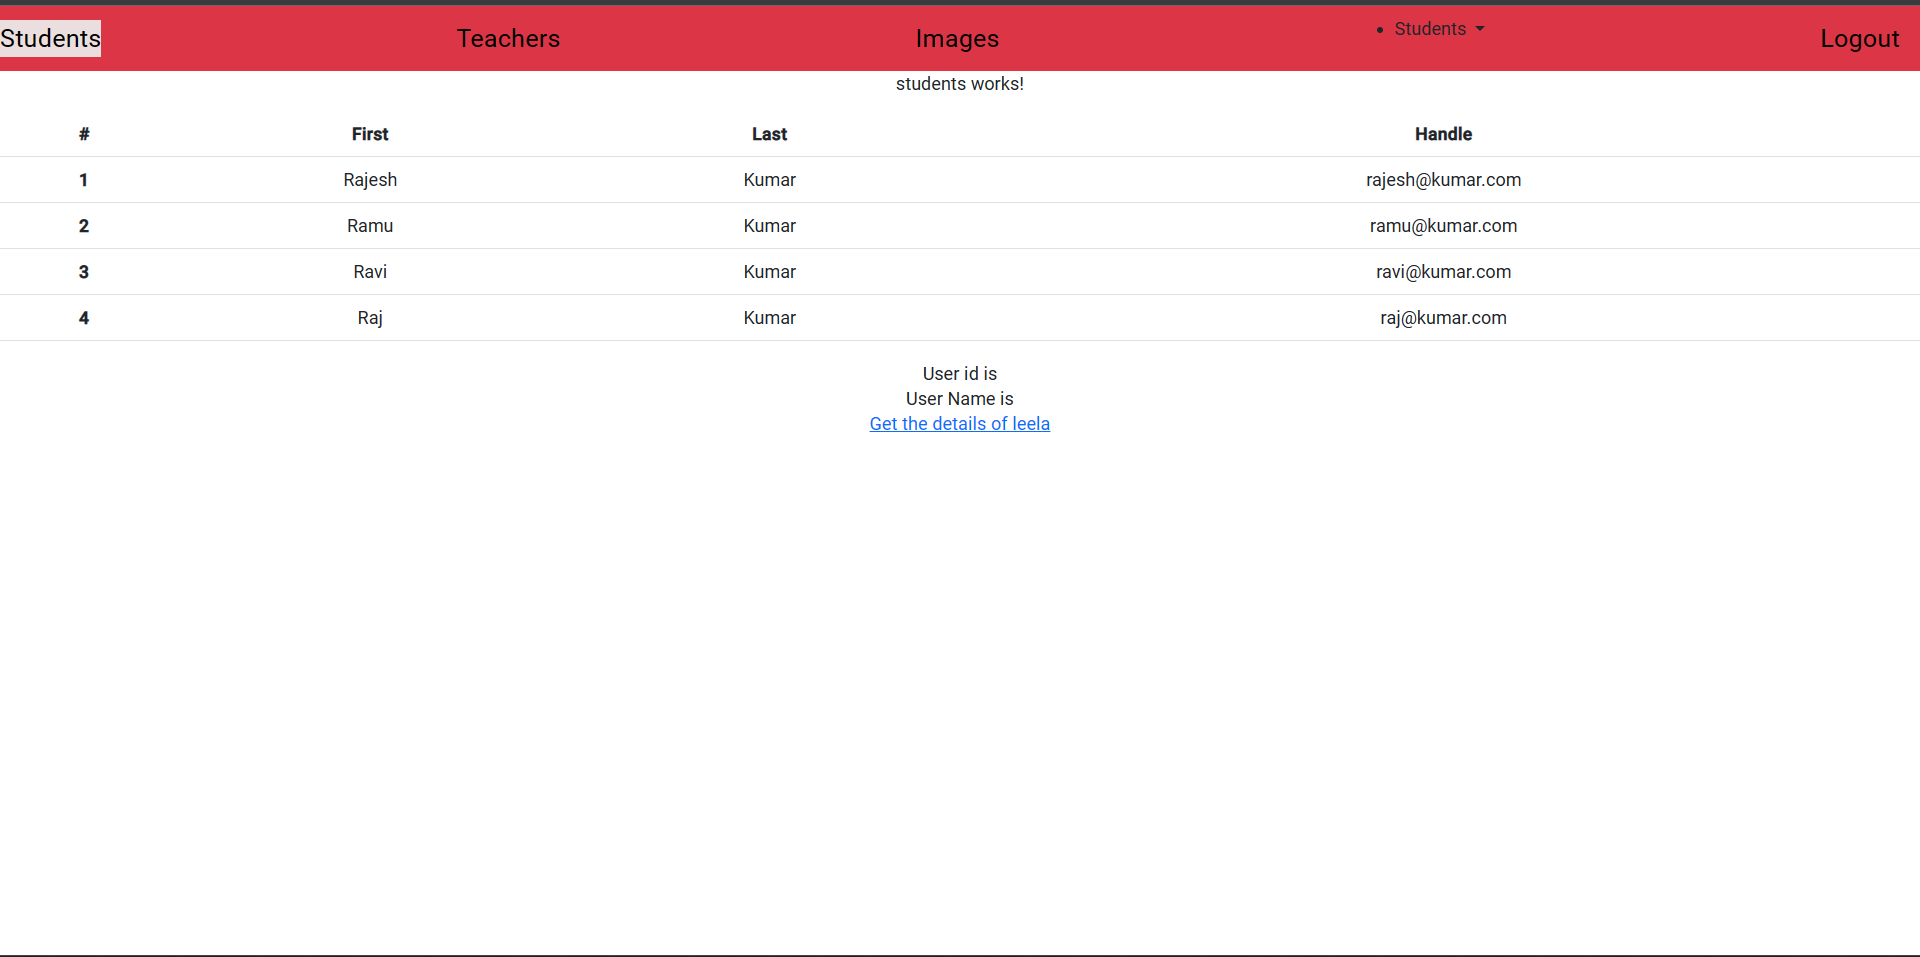 Students Teachers Images • Students Logout
students works!
# First Last Handle
1 Rajesh Kumar rajesh@kumar.com
2 Ramu Kumar ramu@kumar.com
3 Ravi Kumar ravi@kumar.com
4 Raj Kumar raj@kumar.com
User id is
User Name is
Get the details of leela